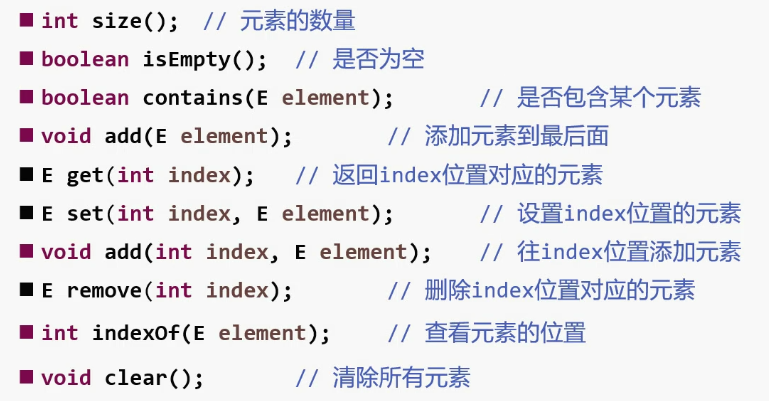 int size(); // 元素的数量
boolean isEmpty(); // 是否为空
boolean contains(E element); // 是否包含某个元素
void add(E element); // 添加元素到最后面
E get(int index); // 返回index位置对应的元素
E set(int index, E element); // 设置index位置的元素
void add(int index, E element); // 往index位置添加元素
E remove(int index); // 删除index位置对应的元素
int indexOf(E element); // 查看元素的位置
void clear(); // 清除所有元素